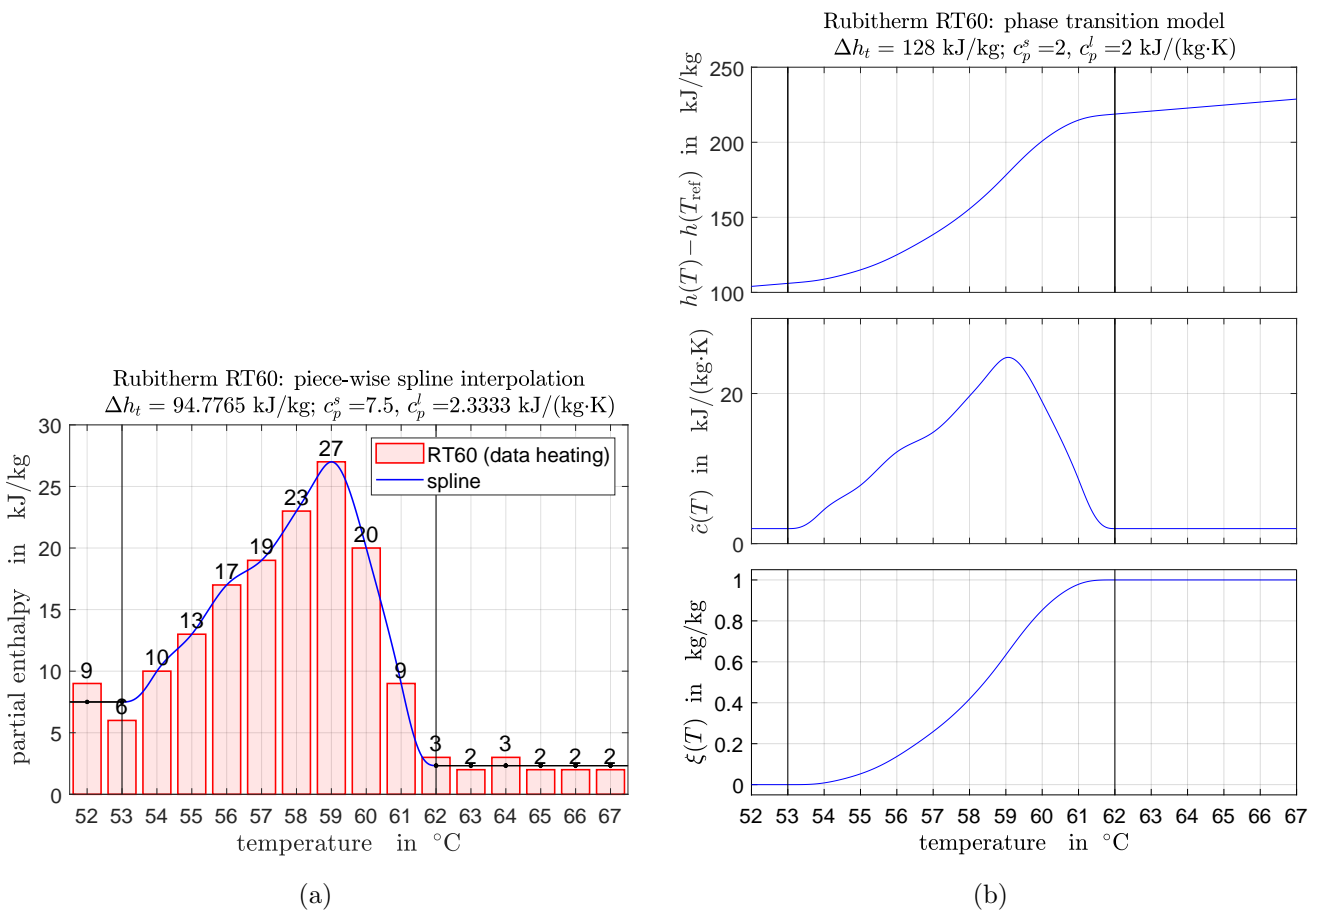 Rubitherm RT60: piece-wise spline interpolation
Δh_t = 94.7765 kJ/kg; c_p^s =7.5, c_p^l =2.3333 kJ/(kg·K)
partial enthalpy in kJ/kg
30
25
20
15
10
5
0
RT60 (data heating)
spline
9
6
10
13
17
19
23
27
20
9
3
2
3
2
2
2
52 53 54 55 56 57 58 59 60 61 62 63 64 65 66 67
temperature in °C
(a)
Rubitherm RT60: phase transition model
Δh_t = 128 kJ/kg; c_p^s =2, c_p^l =2 kJ/(kg·K)
h(T)−h(T_ref) in kJ/kg
250
200
150
100
c̃(T) in kJ/(kg·K)
20
0
ξ(T) in kg/kg
1
0.8
0.6
0.4
0.2
0
52 53 54 55 56 57 58 59 60 61 62 63 64 65 66 67
temperature in °C
(b)